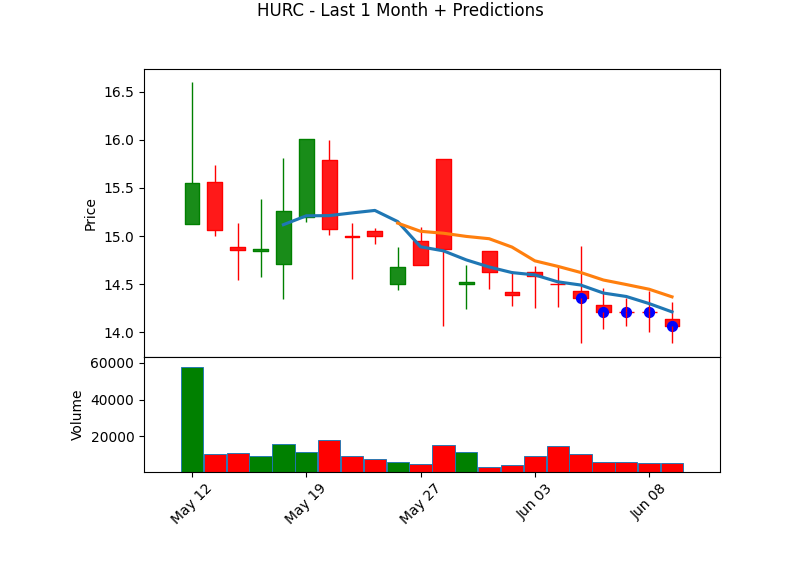 HURC - Last 1 Month + Predictions
16.5
16.0
15.5
15.0
14.5
14.0
Price
60000
40000
20000
Volume
May 12
May 19
May 27
Jun 03
Jun 08